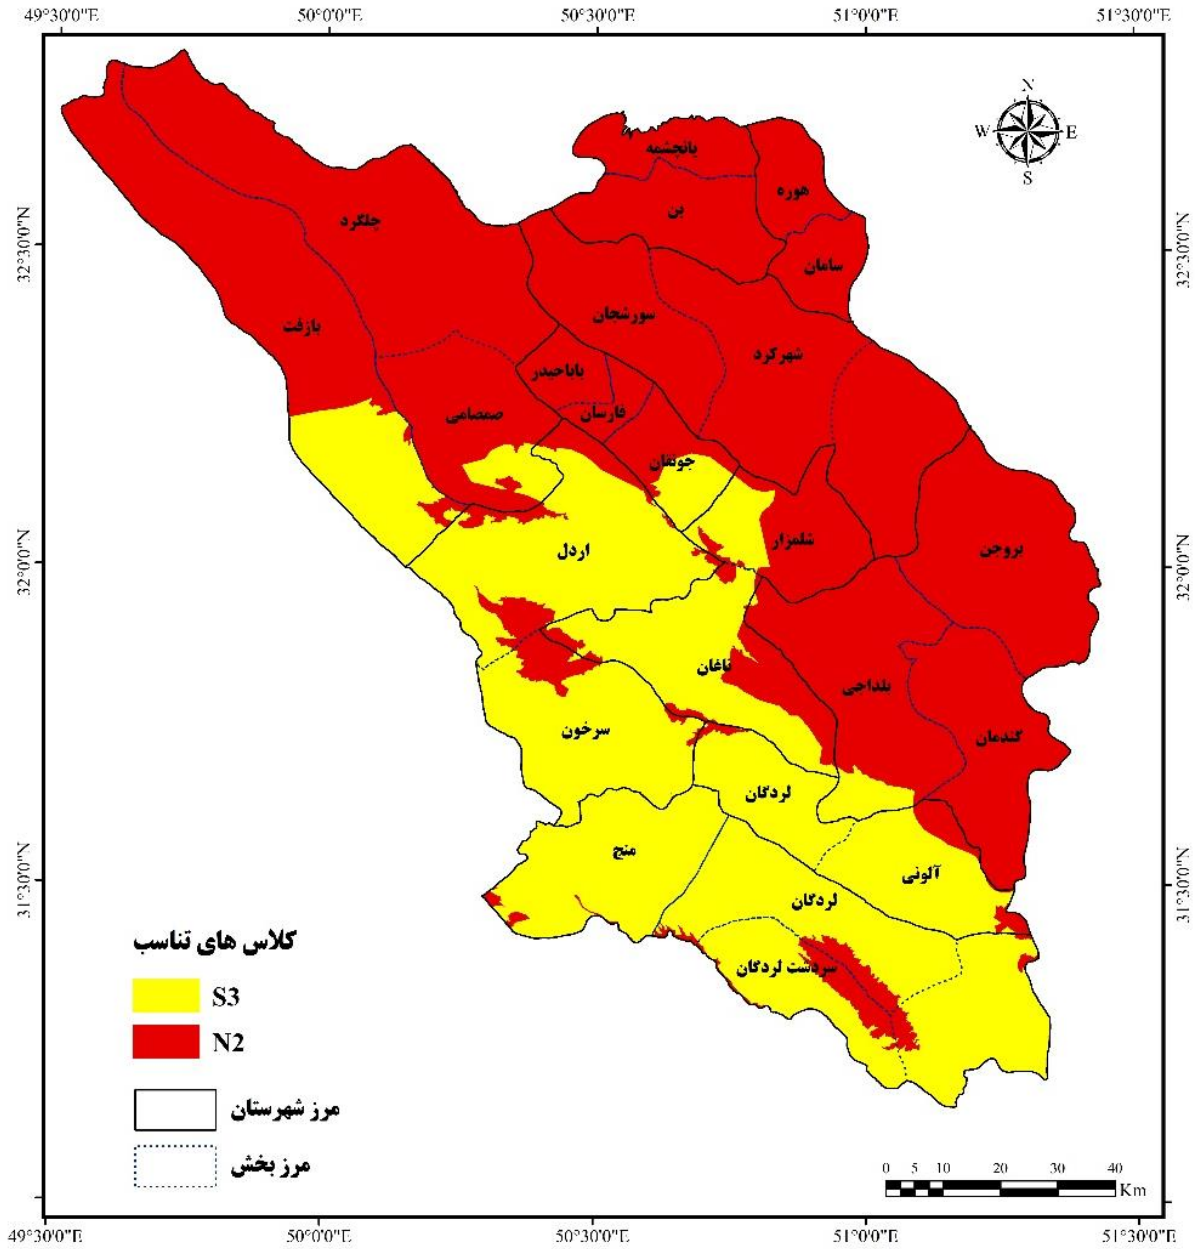 49°30'0"E 50°0'0"E 50°30'0"E 51°0'0"E 51°30'0"E
N
W E
S
یانچشمه
هوره
بن
چلگرد
32°30'0"N 32°30'0"N
سامان
سورشجان
بازفت
شهرکرد
باباحیدر
صمصامی
فارسان
جونقان
شلمزار
بروجن
اردل
32°0'0"N 32°0'0"N
ناغان
بلداجی
سرخون
گندمان
لردگان
منج
آلونی
31°30'0"N 31°30'0"N
لردگان
سردشت لردگان
کلاس های تناسب
S3
N2
مرز شهرستان
مرز بخش
0 5 10 20 30 40
Km
49°30'0"E 50°0'0"E 50°30'0"E 51°0'0"E 51°30'0"E